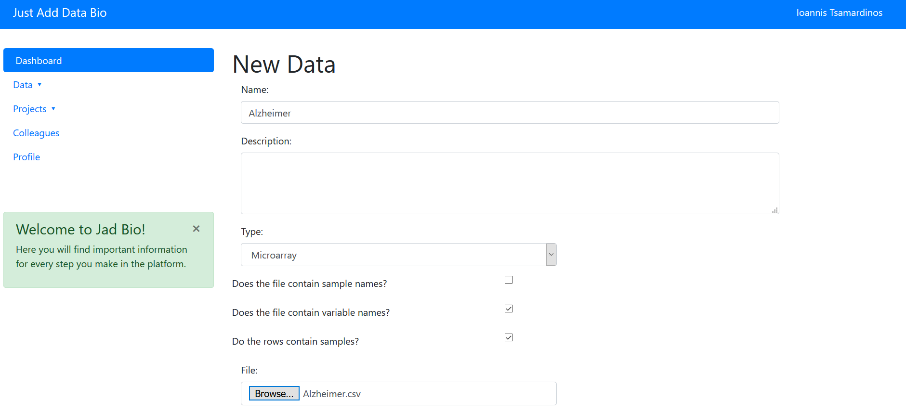 Just Add Data Bio
Ioannis Tsamardinos
Dashboard
Data
Projects
Colleagues
Profile
Welcome to Jad Bio!
×
Here you will find important information
for every step you make in the platform.
New Data
Name:
Alzheimer
Description:
Type:
Microarray
Does the file contain sample names?
Does the file contain variable names?
Do the rows contain samples?
File:
Browse... Alzheimer.csv